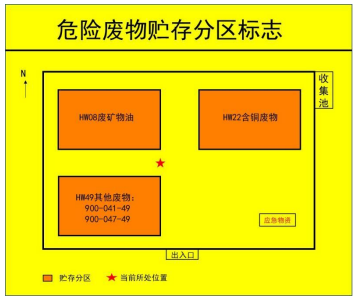 危险废物贮存分区标志
N
收集池
HW08废矿物油
HW22含铜废物
HW49其他废物:
900-041-49
900-047-49
应急物资
出入口
贮存分区
当前所处位置